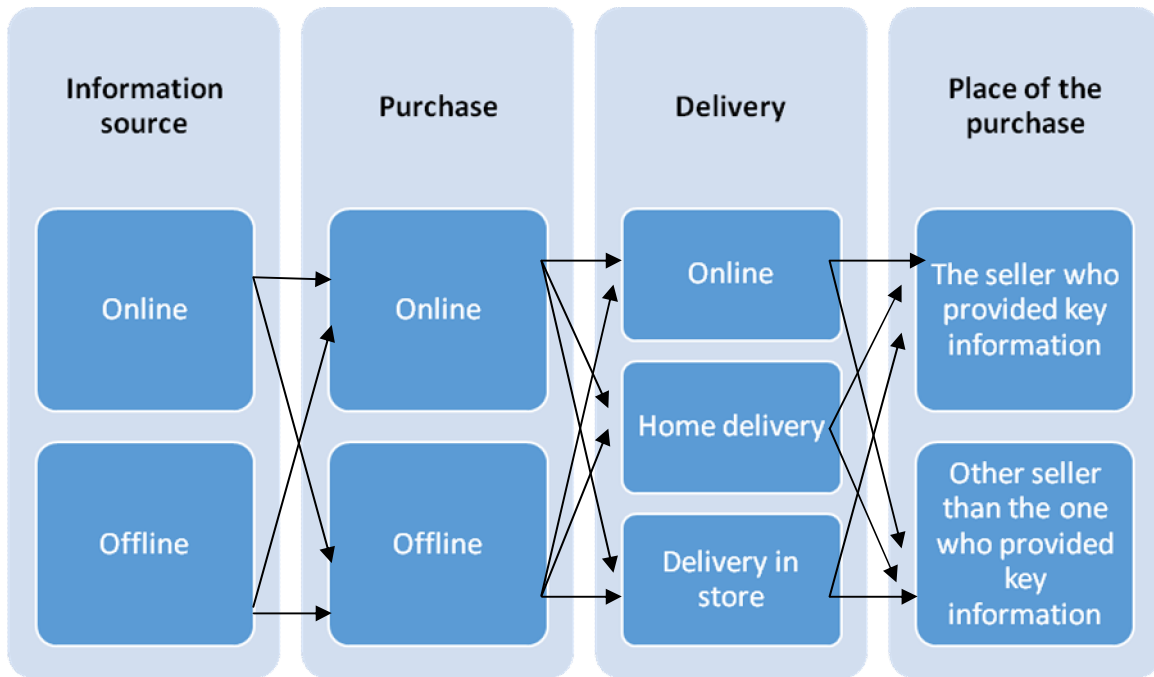 Information
source
Online
Offline
Purchase
Online
Offline
Delivery
Online
Home delivery
Delivery in
store
Place of the
purchase
The seller who
provided key
information
Other seller
than the one
who provided
key
information